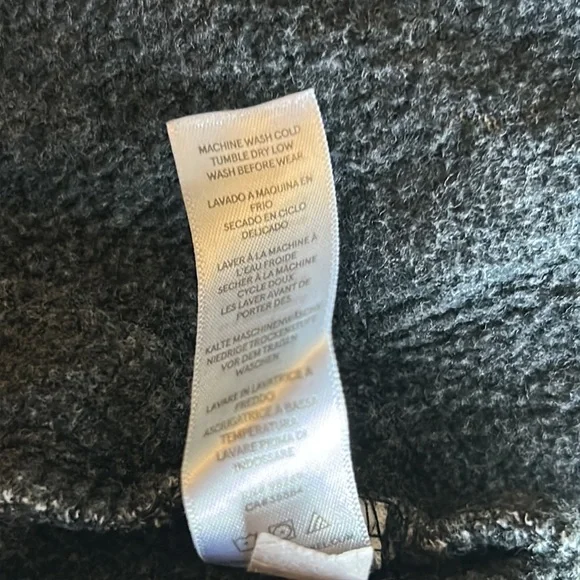 MACHINE WASH COLD
TUMBLE DRY LOW
WASH BEFORE WEAR
LAVADO A MAQUINA EN
FRIO
SECADO EN CICLO
DELICADO
LAVER À LA MACHINE À
L'EAU FROIDE
SECHER À LA MACHINE
CYCLE DOUX
LES LAVER AVANT DE
PORTER DES
KALTE MASCHINENWÄSCHE
NIEDRIGE TROCKENSTUFE
VOR DEM TRAGEN
WASCHEN
LAVARE IN LAVATRICE A
FREDDO
ASCIUGATRICE A BASSA
TEMPERATURA
LAVARE PRIMA DI
INDOSSARE